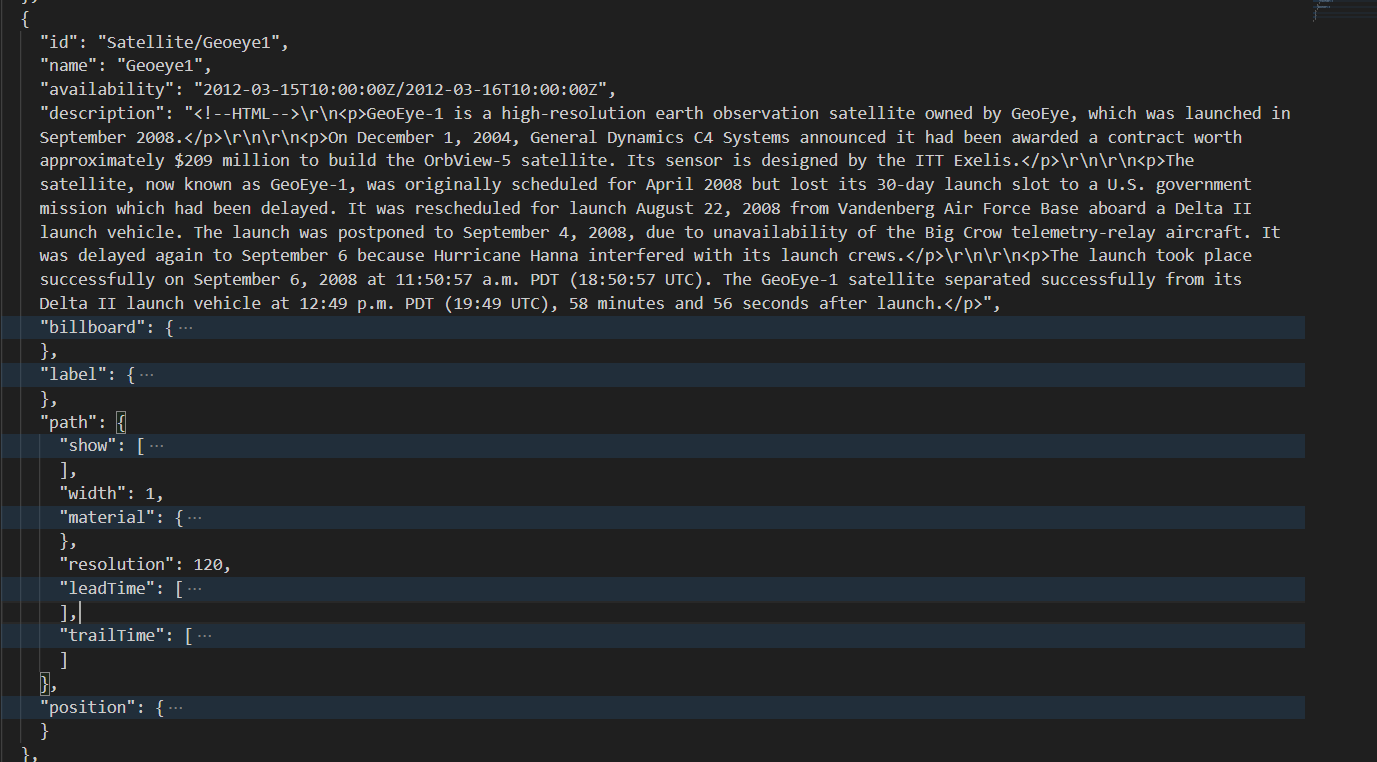 {
"id": "Satellite/Geoeye1",
"name": "Geoeye1",
"availability": "2012-03-15T10:00:00Z/2012-03-16T10:00:00Z",
"description": "<!--HTML-->\r\n<p>GeoEye-1 is a high-resolution earth observation satellite owned by GeoEye, which was launched in
September 2008.</p>\r\n\r\n<p>On December 1, 2004, General Dynamics C4 Systems announced it had been awarded a contract worth
approximately $209 million to build the OrbView-5 satellite. Its sensor is designed by the ITT Exelis.</p>\r\n\r\n<p>The
satellite, now known as GeoEye-1, was originally scheduled for April 2008 but lost its 30-day launch slot to a U.S. government
mission which had been delayed. It was rescheduled for launch August 22, 2008 from Vandenberg Air Force Base aboard a Delta II
launch vehicle. The launch was postponed to September 4, 2008, due to unavailability of the Big Crow telemetry-relay aircraft. It
was delayed again to September 6 because Hurricane Hanna interfered with its launch crews.</p>\r\n\r\n<p>The launch took place
successfully on September 6, 2008 at 11:50:57 a.m. PDT (18:50:57 UTC). The GeoEye-1 satellite separated successfully from its
Delta II launch vehicle at 12:49 p.m. PDT (19:49 UTC), 58 minutes and 56 seconds after launch.</p>",
"billboard": { ···
},
"label": { ···
},
"path": {
"show": [ ···
],
"width": 1,
"material": { ···
},
"resolution": 120,
"leadTime": [ ···
],
"trailTime": [ ···
]
},
"position": { ···
}
},